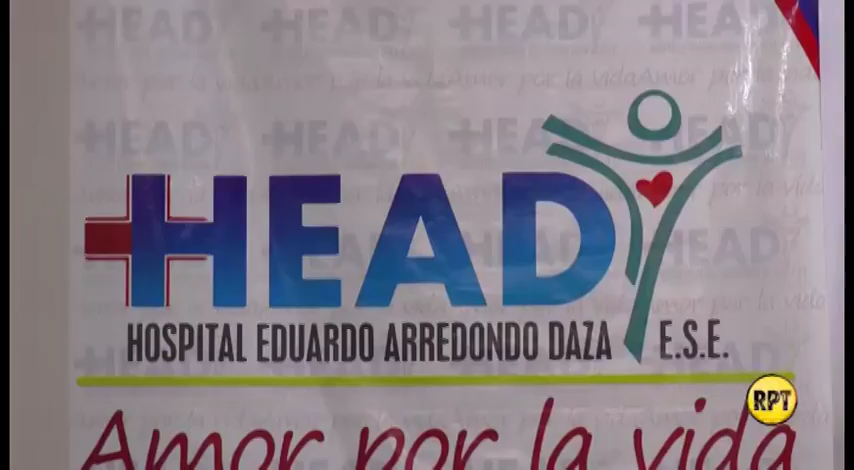 HEAD
HOSPITAL EDUARDO ARREDONDO DAZA E.S.E.
Amor por la vida
RPT